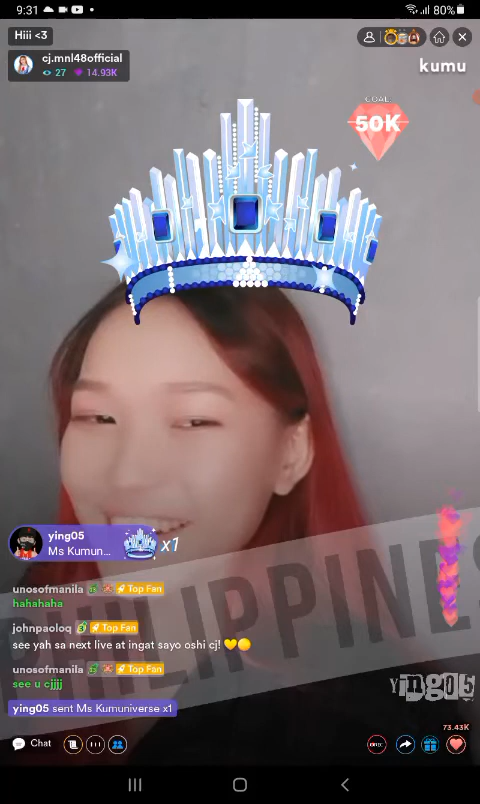 9:31
80%
Hiii <3
cj.mnl48official
27 14.93K
kumu
GOAL
50K
ying05
Ms Kumun... x1
PHILIPPINES
unosofmanila Top Fan
hahahaha
johnpaoloq Top Fan
see yah sa next live at ingat sayo oshi cj!
unosofmanila Top Fan
see u cjjjj
ying05
ying05 sent Ms Kumuniverse x1
73.43K
Chat